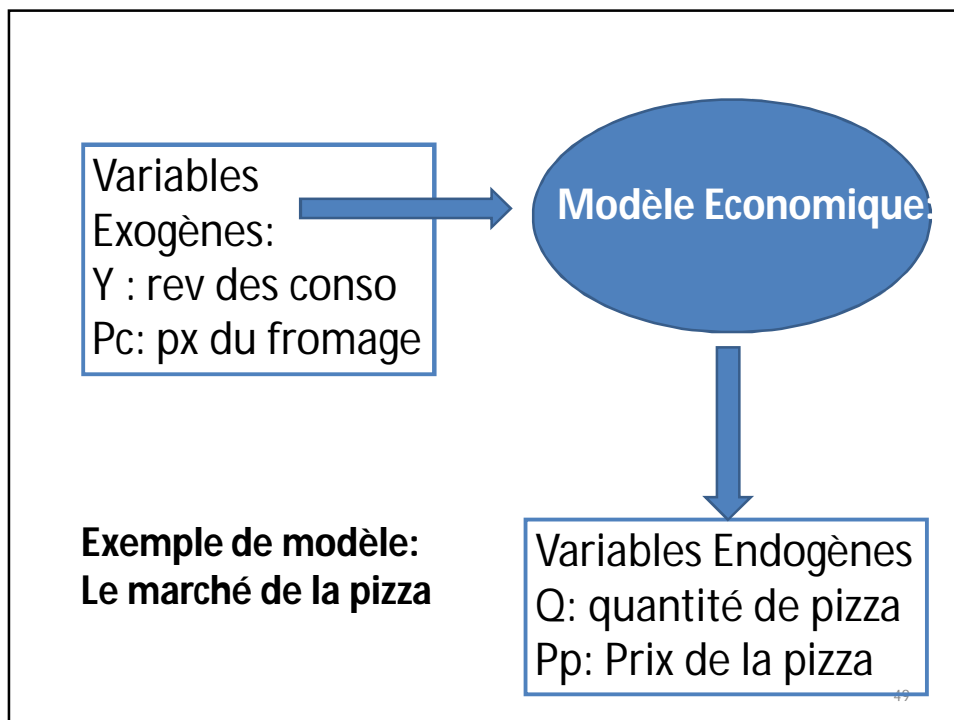 Variables
Exogènes:
Y : rev des conso
Pc: px du fromage
Modèle Economique:
Exemple de modèle:
Le marché de la pizza
Variables Endogènes
Q: quantité de pizza
Pp: Prix de la pizza
49